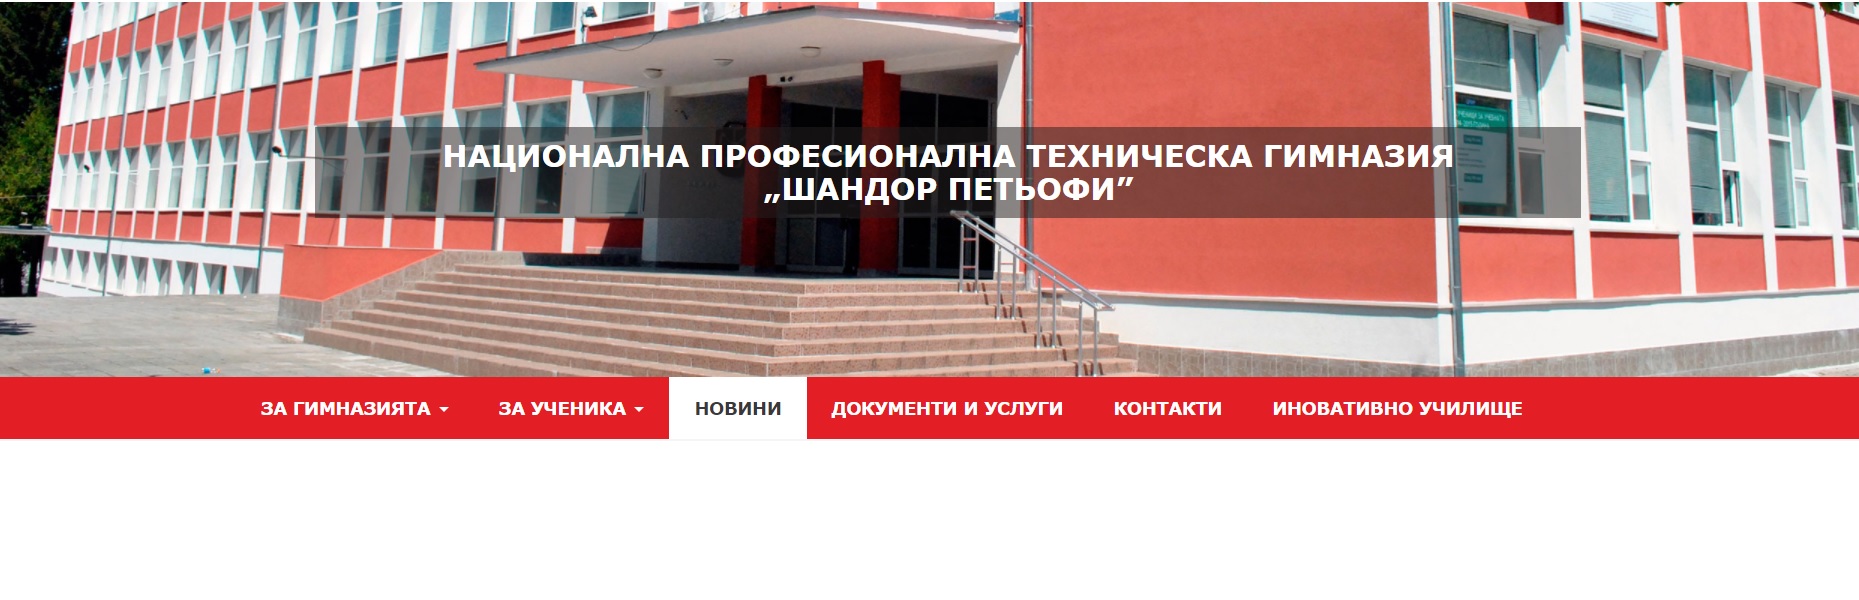 НАЦИОНАЛНА ПРОФЕСИОНАЛНА ТЕХНИЧЕСКА ГИМНАЗИЯ
„ШАНДОР ПЕТЬОФИ”
ЗА ГИМНАЗИЯТА
ЗА УЧЕНИКА
НОВИНИ
ДОКУМЕНТИ И УСЛУГИ
КОНТАКТИ
ИНОВАТИВНО УЧИЛИЩЕ